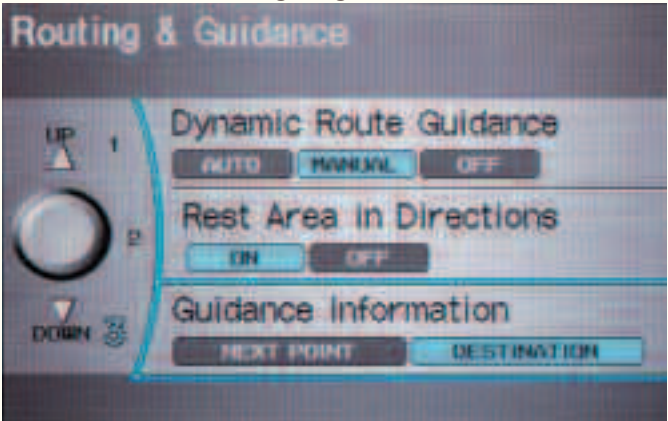 Routing & Guidance
UP
1
Dynamic Route Guidance
AUTO MANUAL OFF
2
Rest Area in Directions
ON OFF
Guidance Information
DOWN
NEXT POINT DESTINATION